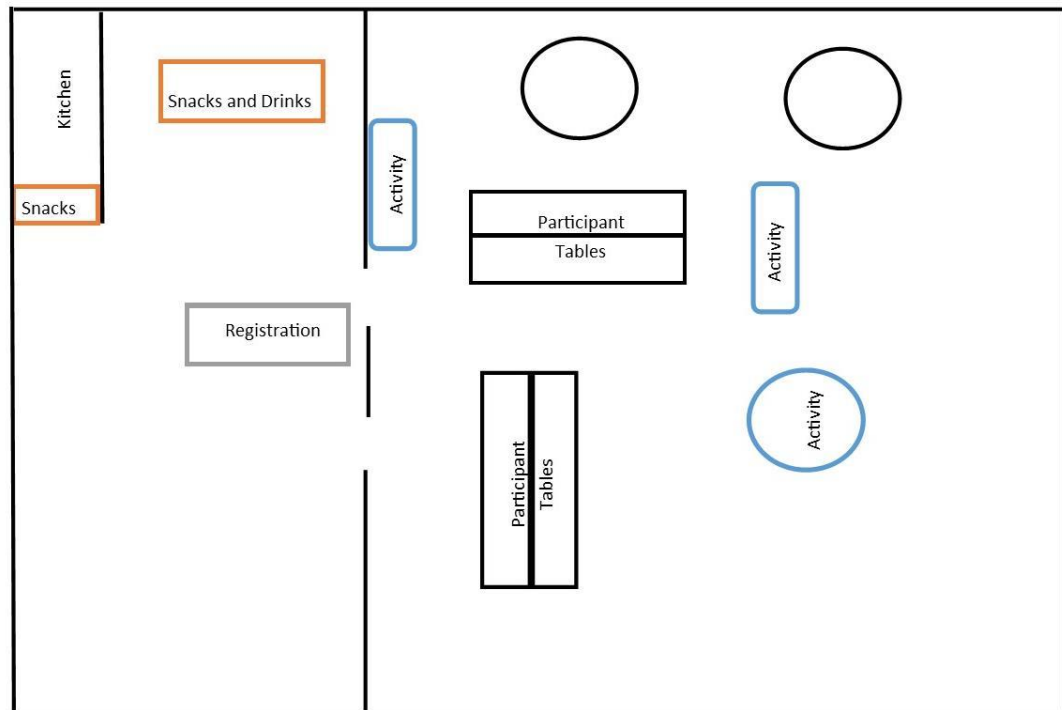 Kitchen
Snacks and Drinks
Snacks
Activity
Participant
Tables
Activity
Registration
Participant
Tables
Activity